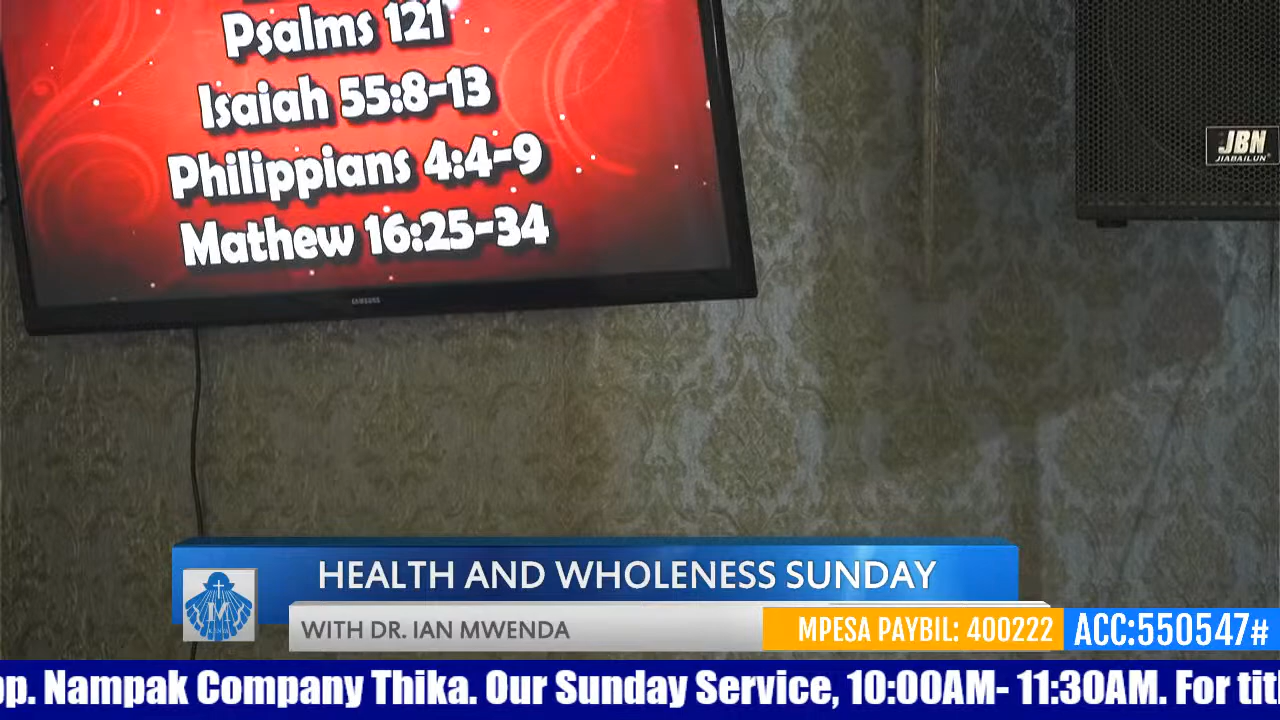 Psalms 121
Isaiah 55:8-13
Philippians 4:4-9
Mathew 16:25-34
SAMSUNG
JBN
JIABAILUN
HEALTH AND WHOLENESS SUNDAY
M
WITH DR. IAN MWENDA
MPESA PAYBIL: 400222
ACC:550547#
Nampak Company Thika. Our Sunday Service, 10:00AM- 11:30AM. For